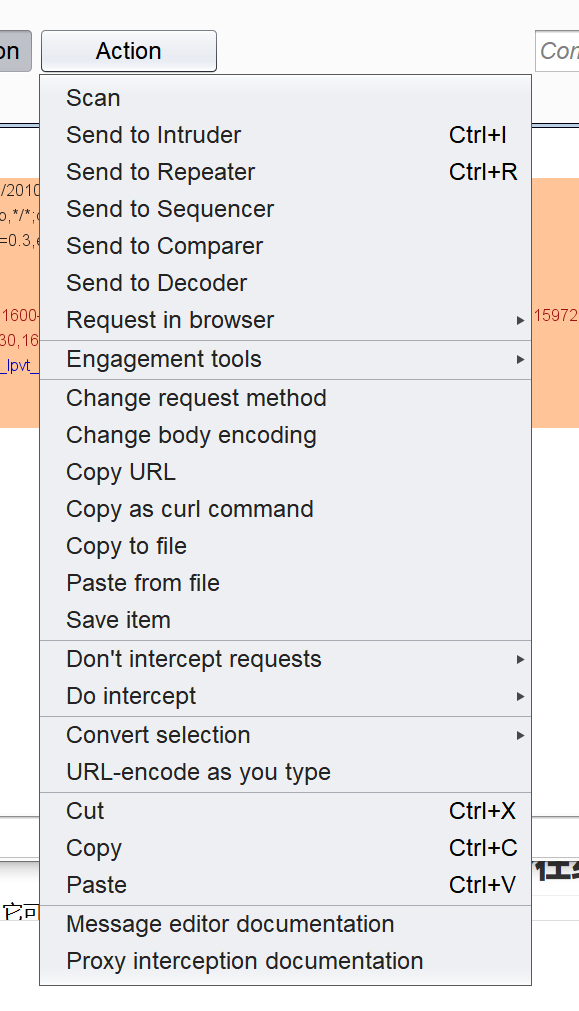 on Action Com
Scan
Send to Intruder Ctrl+I
/2010
Send to Repeater Ctrl+R
Send to Sequencer
Send to Comparer
Send to Decoder
1600- 15972
Request in browser
30,16
Engagement tools
_lpvt_
Change request method
Change body encoding
Copy URL
Copy as curl command
Copy to file
Paste from file
Save item
Don't intercept requests
Do intercept
Convert selection
URL-encode as you type
Cut Ctrl+X
Copy Ctrl+C
Paste Ctrl+V
它可
Message editor documentation
Proxy interception documentation